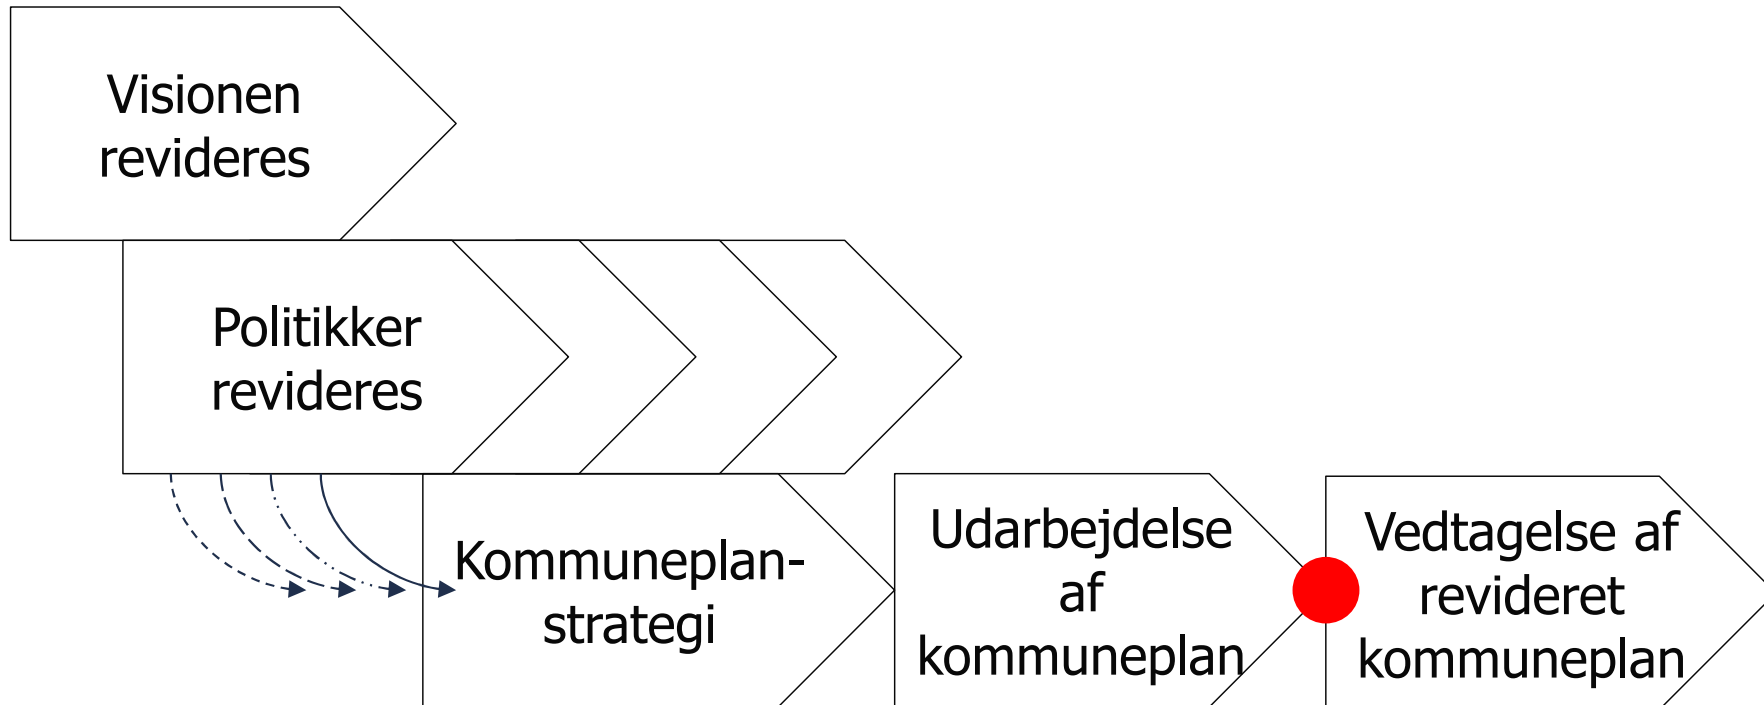 Visionen
revideres
Politikker
revideres
Kommuneplan-
strategi
Udarbejdelse
af
kommuneplan
Vedtagelse af
revideret
kommuneplan